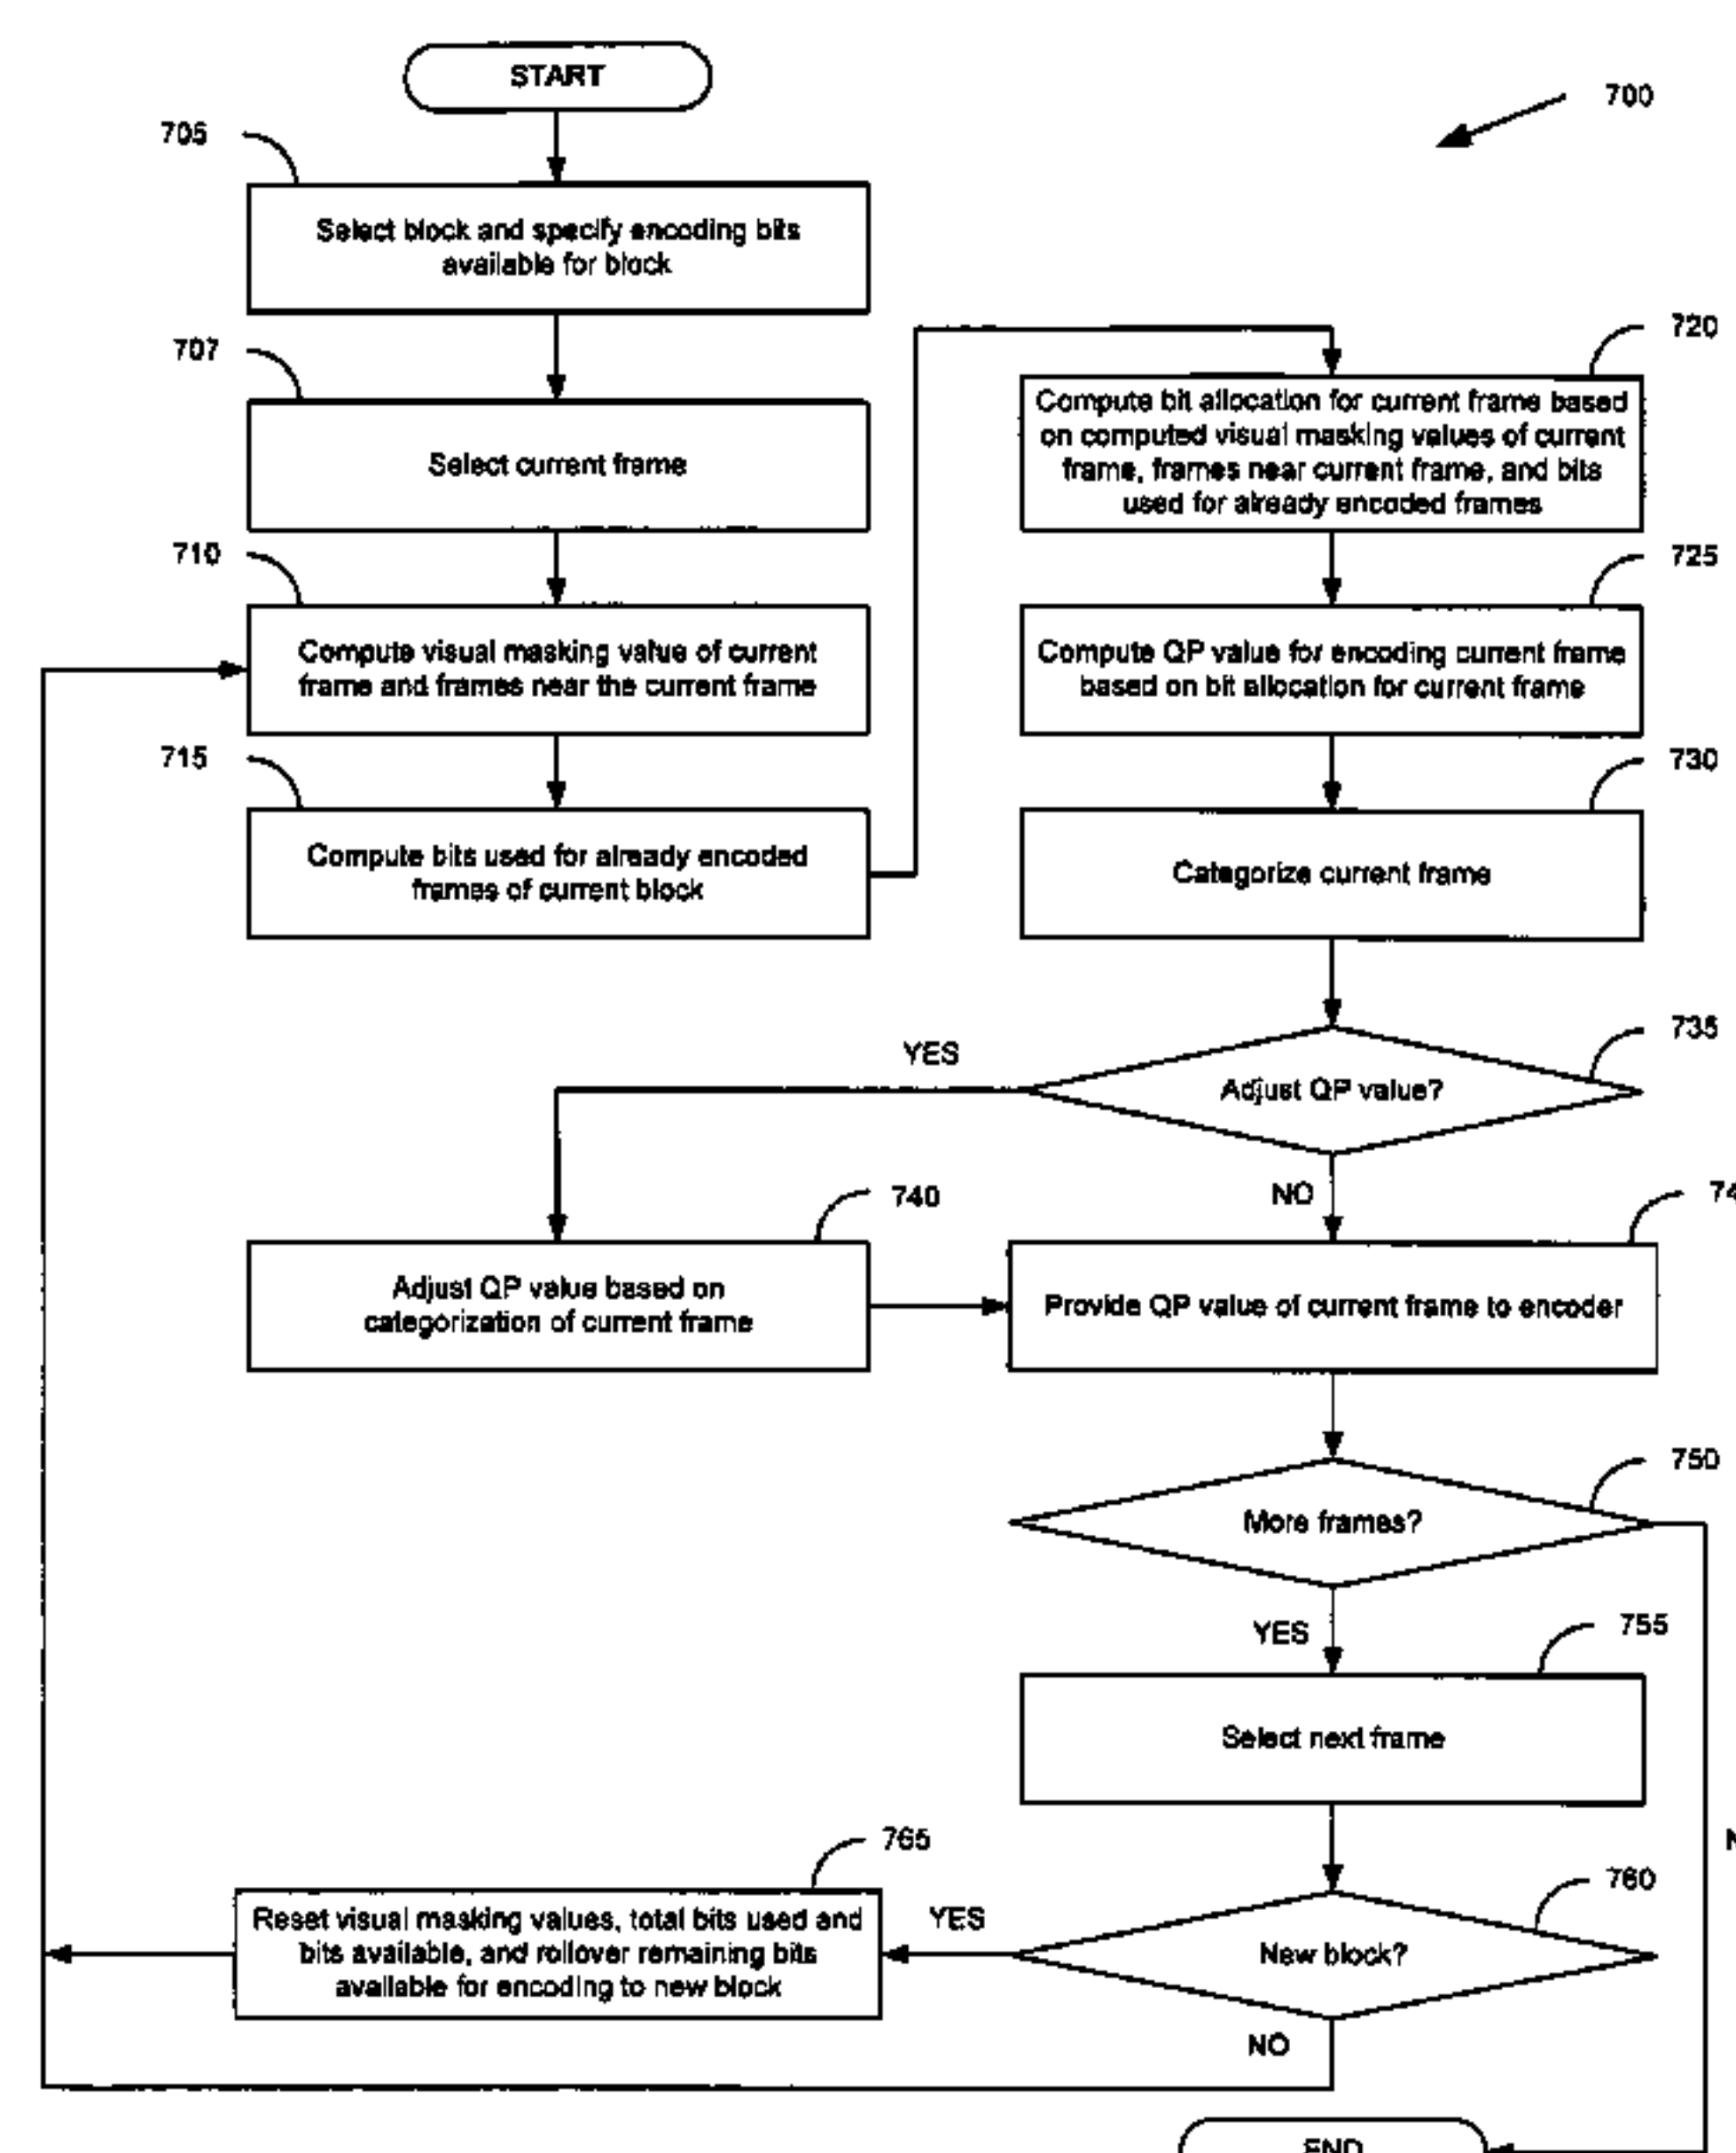 START
700
705
Select block and specify encoding bits
available for block
707
Select current frame
710
Compute visual masking value of current
frame and frames near the current frame
715
Compute bits used for already encoded
frames of current block
720
Compute bit allocation for current frame based
on computed visual masking values of current
frame, frames near current frame, and bits
used for already encoded frames
725
Compute QP value for encoding current frame
based on bit allocation for current frame
730
Categorize current frame
735
Adjust QP value?
YES
NO
740
Adjust QP value based on
categorization of current frame
Provide QP value of current frame to encoder
750
More frames?
YES
755
Select next frame
760
New block?
YES
NO
765
Reset visual masking values, total bits used and
bits available, and rollover remaining bits
available for encoding to new block
END